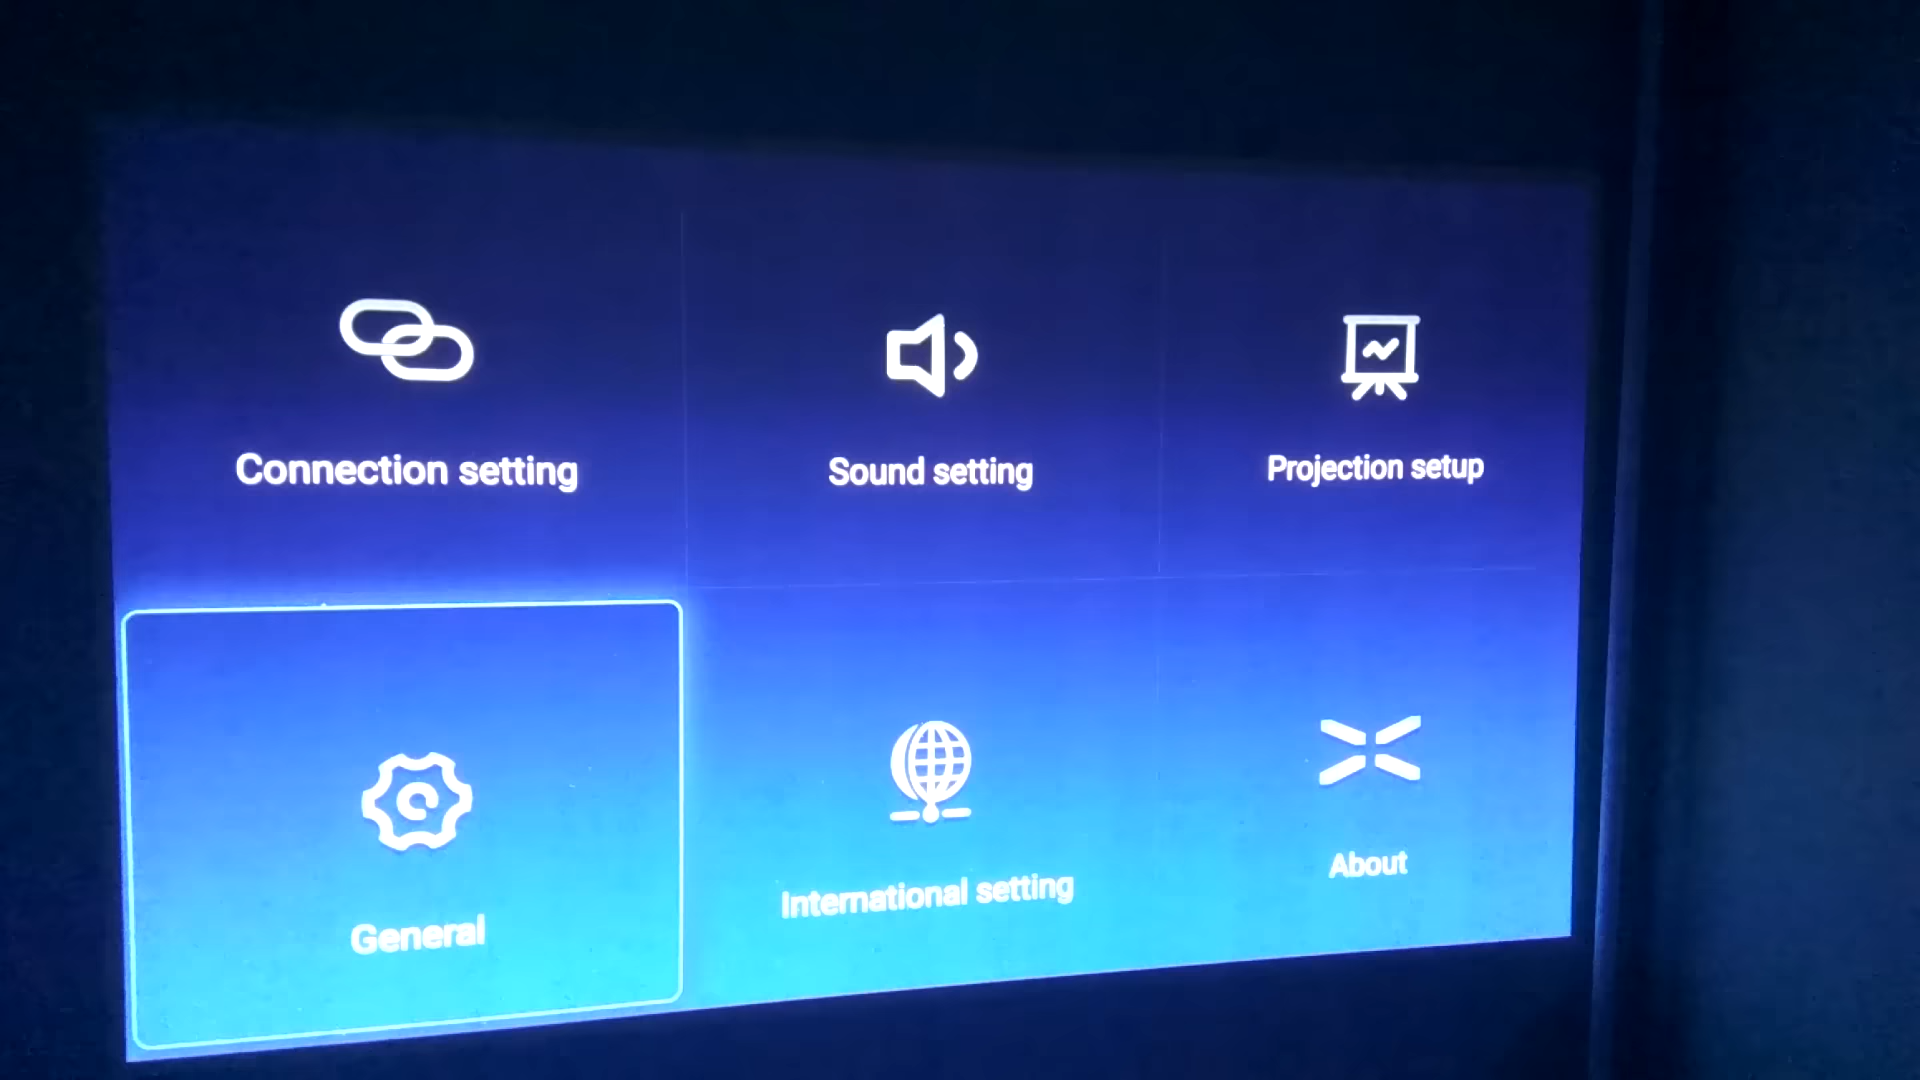 Connection setting
Sound setting
Projection setup
General
International setting
About